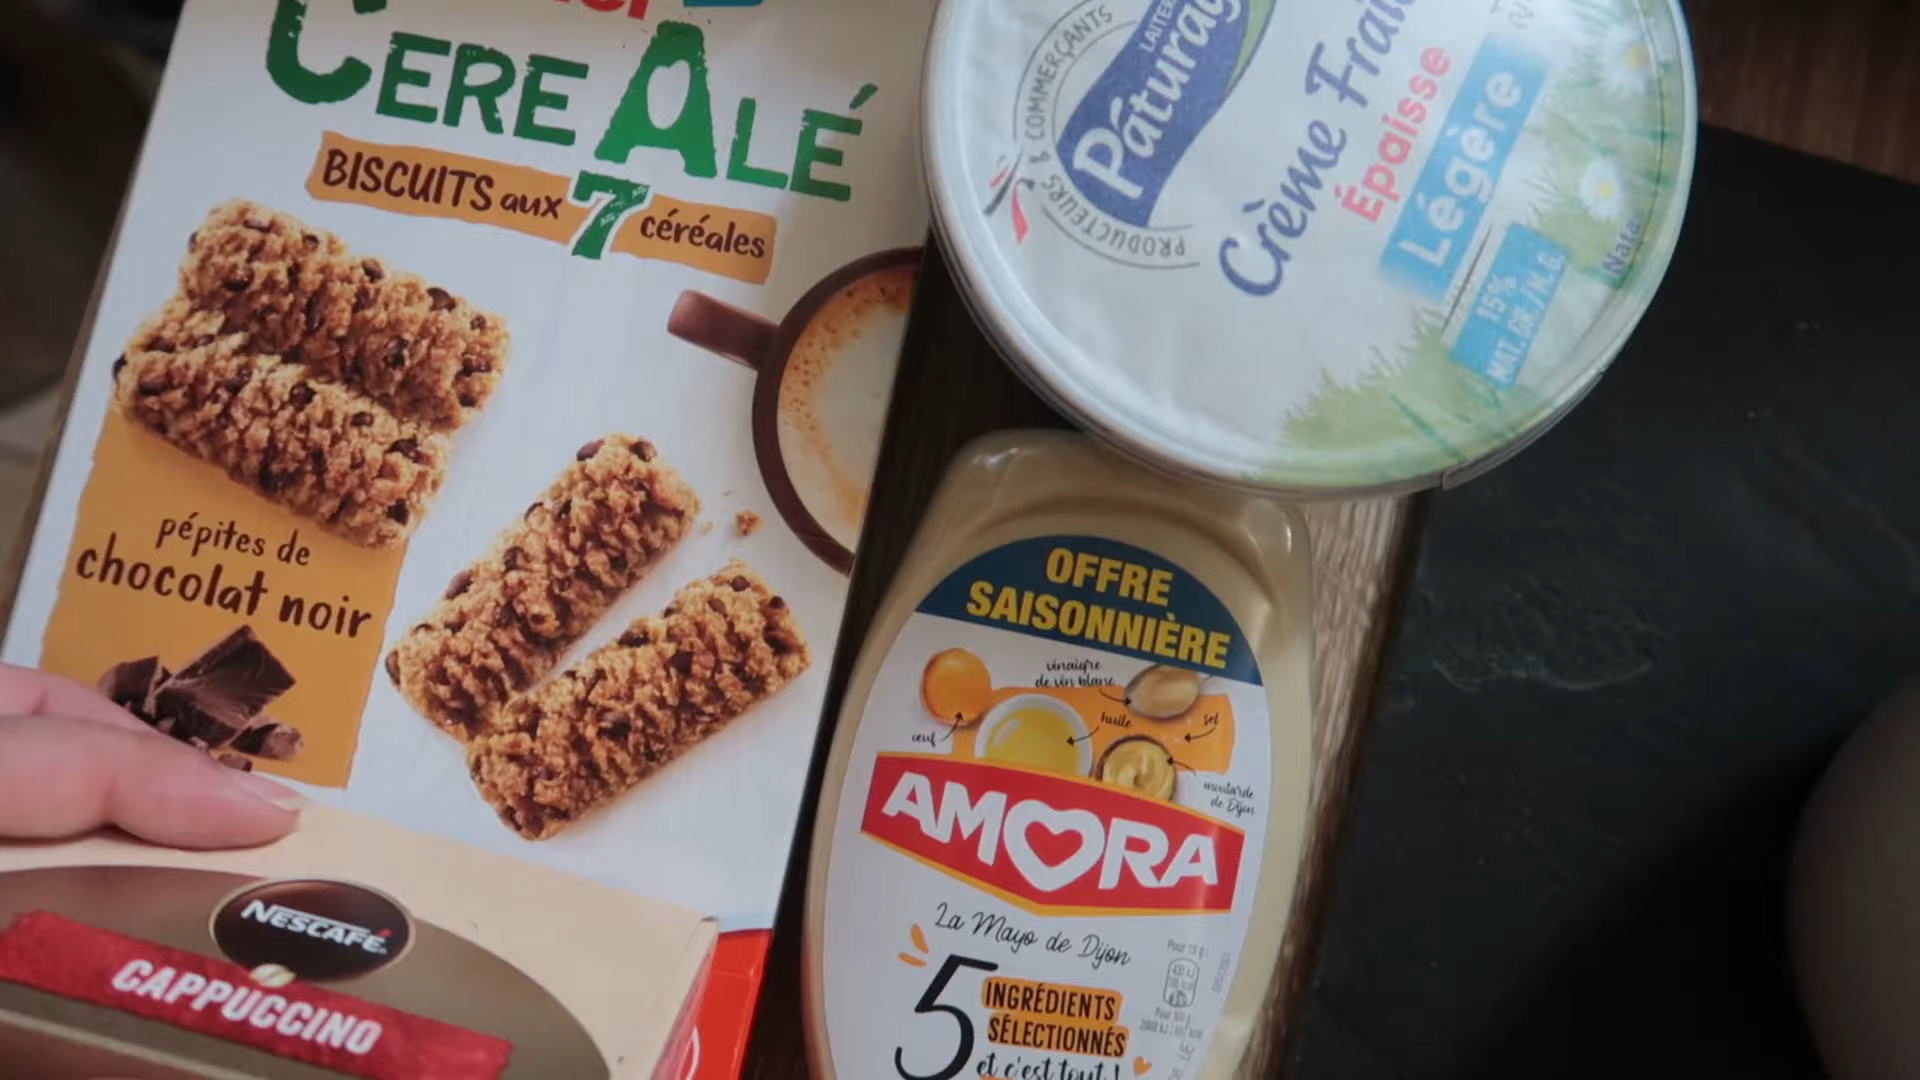 CEREALÉ
BISCUITS aux 7 céréales
pépites de
chocolat noir
NESCAFÉ
CAPPUCCINO
PRODUCTEURS & COMMERÇANTS
Crème
Épaisse
Légère
15%
MAT. GR. / M.G.
Nata
OFFRE
SAISONNIÈRE
vinaigre
de vin blanc
huile
sel
œuf
moutarde
de Dijon
AMORA
La Mayo de Dijon
5 INGRÉDIENTS
SÉLECTIONNÉS
et c'est tout !